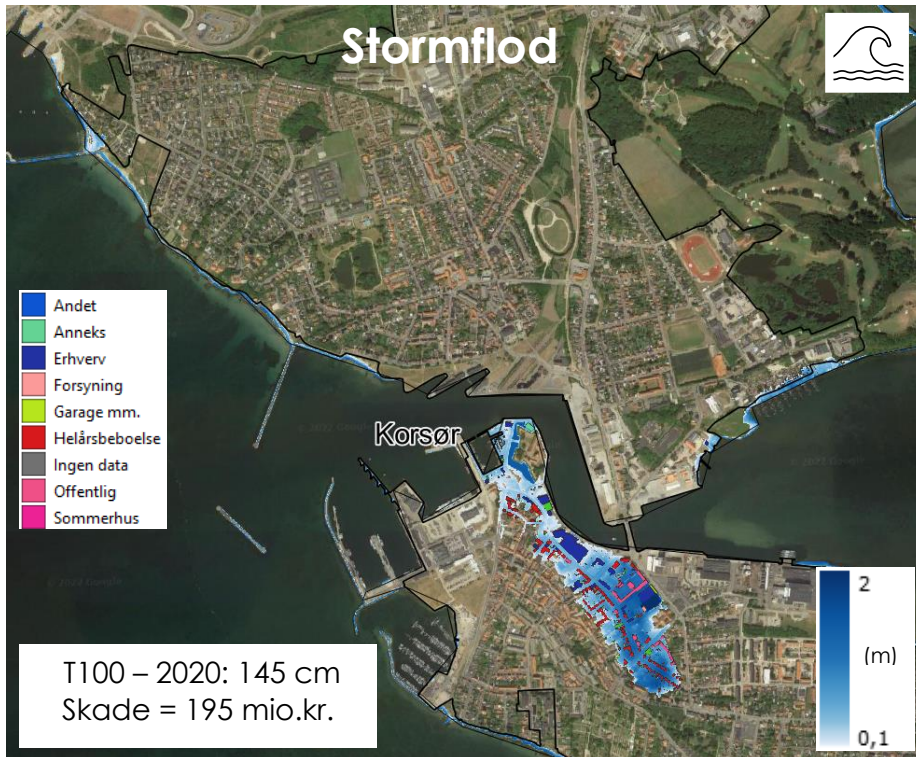 Stormflod
Andet
Anneks
Erhverv
Forsyning
Garage mm.
Helårsbeboelse
Ingen data
Offentlig
Sommerhus
Korsør
T100 – 2020: 145 cm
Skade = 195 mio.kr.
2
(m)
0,1